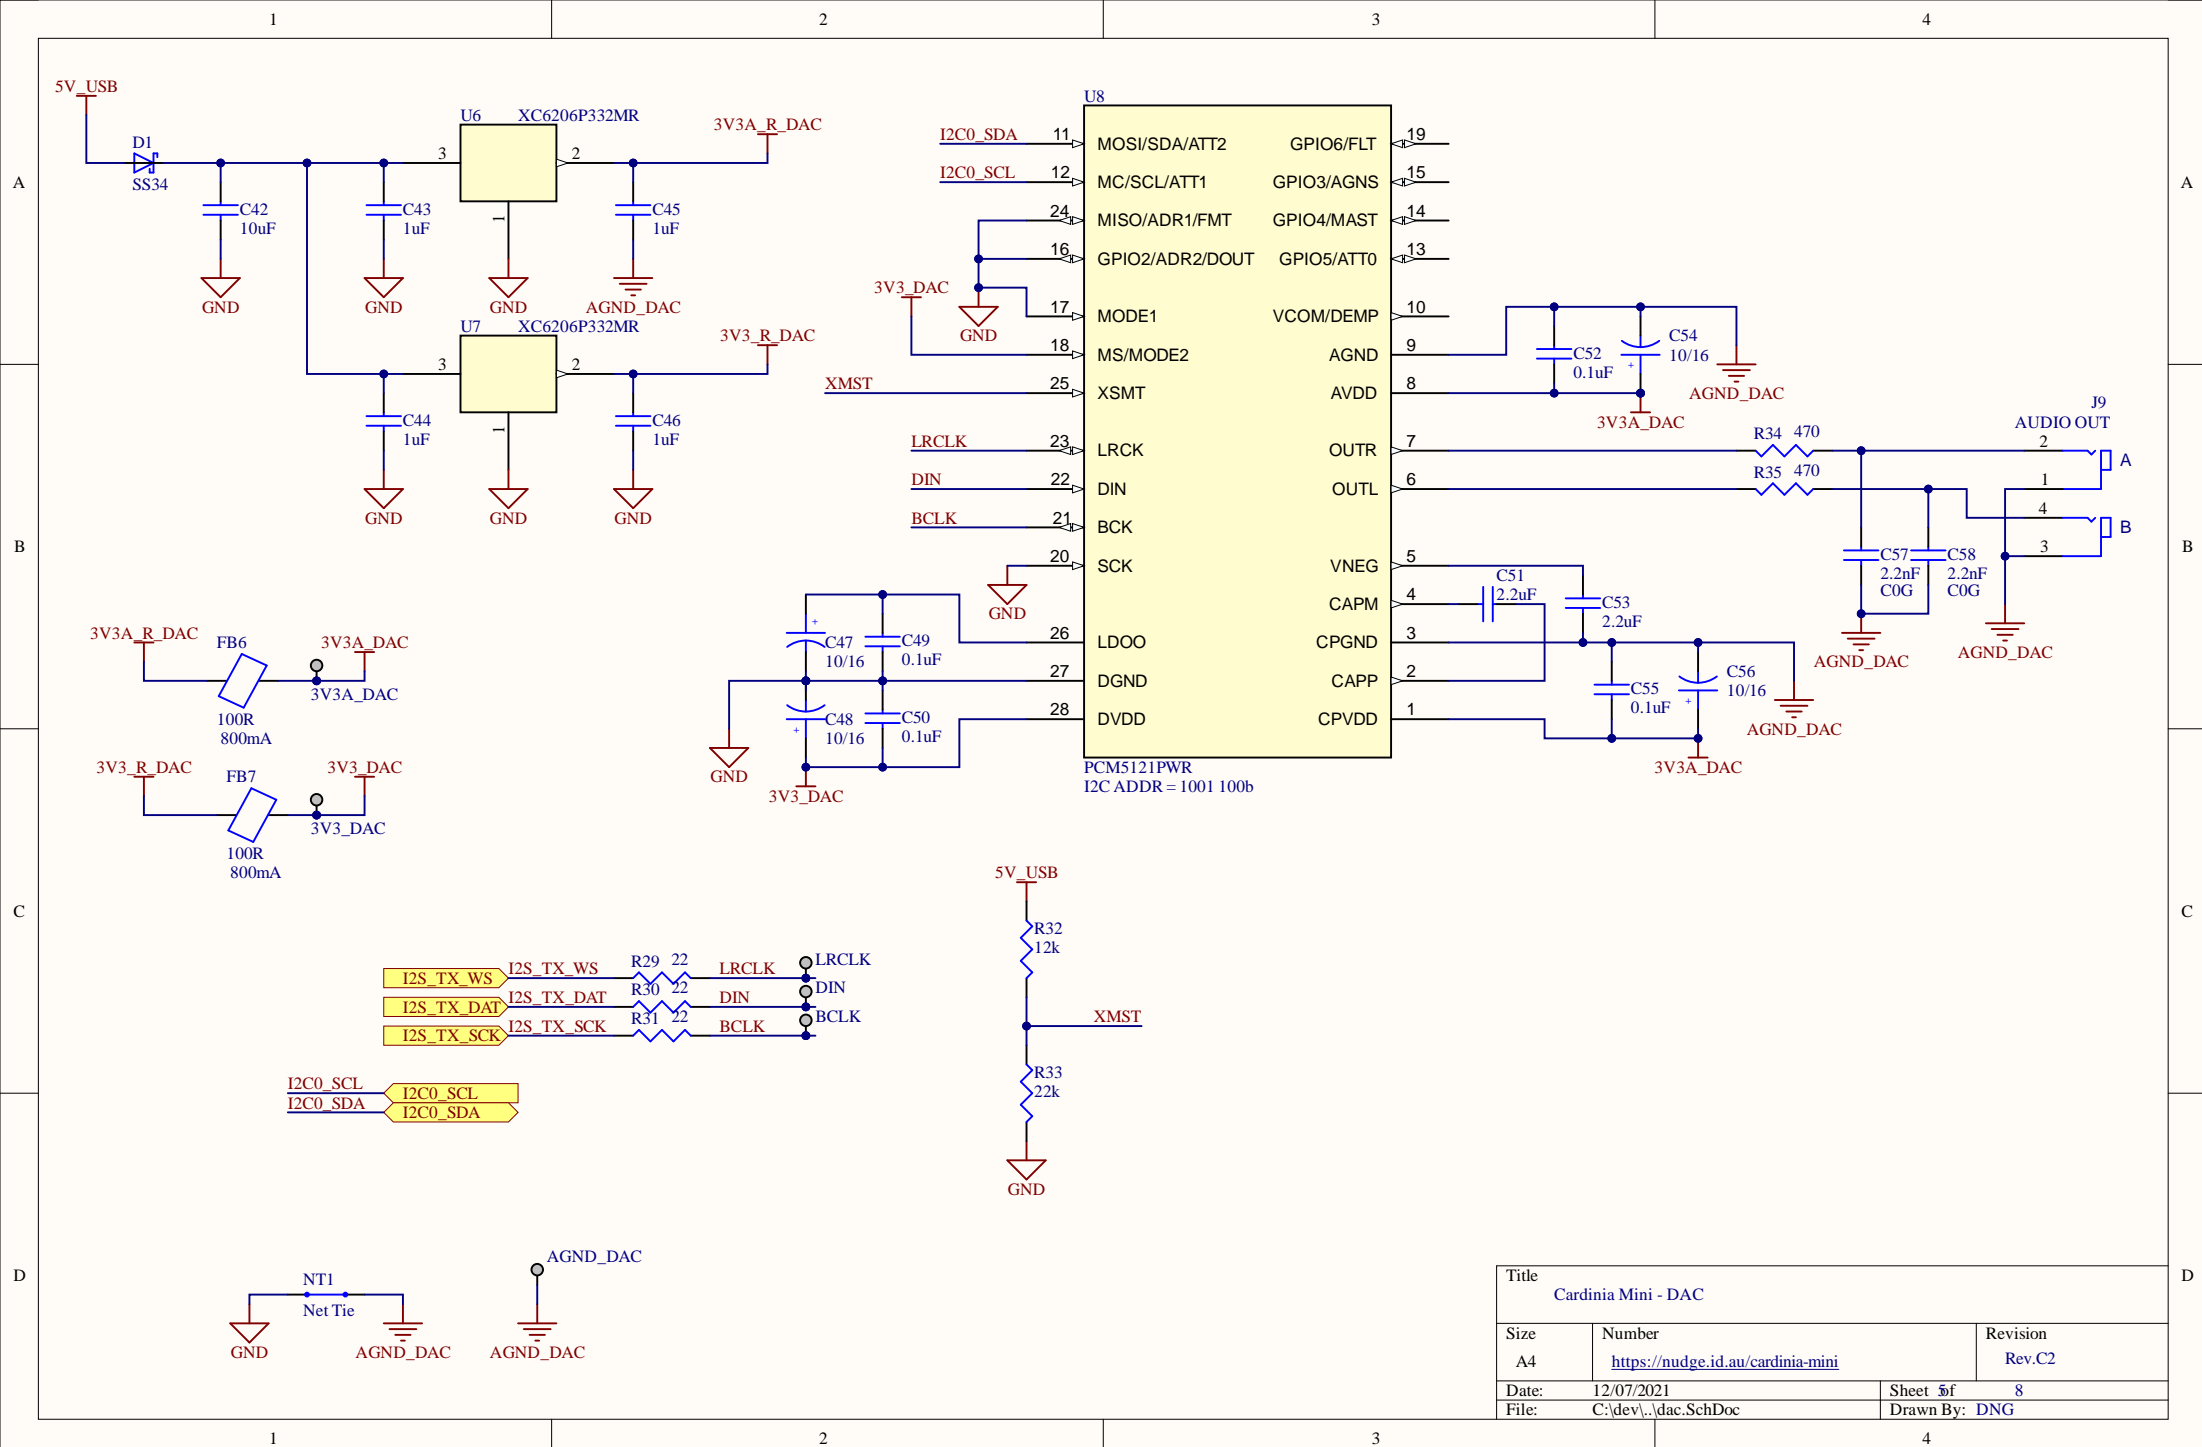 1 2 3 4
A A
B B
C C
D D
1 2 3 4
5V_USB
D1
SS34
C42
10uF
GND
C43
1uF
GND
U6 XC6206P332MR
3 2
1
GND
3V3A_R_DAC
C45
1uF
AGND_DAC
U7 XC6206P332MR
3 2
1
GND
3V3_R_DAC
C44
1uF
GND
C46
1uF
GND
3V3A_R_DAC
FB6
100R
800mA
3V3A_DAC
3V3A_DAC
3V3_R_DAC
FB7
100R
800mA
3V3_DAC
3V3_DAC
U8
I2C0_SDA 11 MOSI/SDA/ATT2
I2C0_SCL 12 MC/SCL/ATT1
24 MISO/ADR1/FMT
16 GPIO2/ADR2/DOUT
17 MODE1
GND
3V3_DAC
18 MS/MODE2
XMST 25 XSMT
LRCLK 23 LRCK
DIN 22 DIN
BCLK 21 BCK
20 SCK
GND
26 LDOO
27 DGND
28 DVDD
C47
10/16
C49
0.1uF
C48
10/16
C50
0.1uF
GND
3V3_DAC
GPIO6/FLT 19
GPIO3/AGNS 15
GPIO4/MAST 14
GPIO5/ATT0 13
VCOM/DEMP 10
AGND 9
AVDD 8
OUTR 7
OUTL 6
VNEG 5
CAPM 4
CPGND 3
CAPP 2
CPVDD 1
PCM5121PWR
I2C ADDR = 1001 100b
C52
0.1uF
C54
10/16
+
AGND_DAC
3V3A_DAC
R34 470
R35 470
J9
AUDIO OUT
2
A
1
4
B
3
C57
2.2nF
C0G
C58
2.2nF
C0G
AGND_DAC
AGND_DAC
C51
2.2uF
C53
2.2uF
C55
0.1uF
C56
10/16
+
AGND_DAC
3V3A_DAC
I2S_TX_WS I2S_TX_WS R29 22 LRCLK LRCLK
I2S_TX_DAT I2S_TX_DAT R30 22 DIN DIN
I2S_TX_SCK I2S_TX_SCK R31 22 BCLK BCLK
I2C0_SCL I2C0_SCL
I2C0_SDA I2C0_SDA
5V_USB
R32
12k
XMST
R33
22k
GND
NT1
Net Tie
GND
AGND_DAC
AGND_DAC
AGND_DAC
Title
Cardinia Mini - DAC
Size Number Revision
A4 https://nudge.id.au/cardinia-mini Rev.C2
Date: 12/07/2021 Sheet 5 of 8
File: C:\dev\..\dac.SchDoc Drawn By: DNG